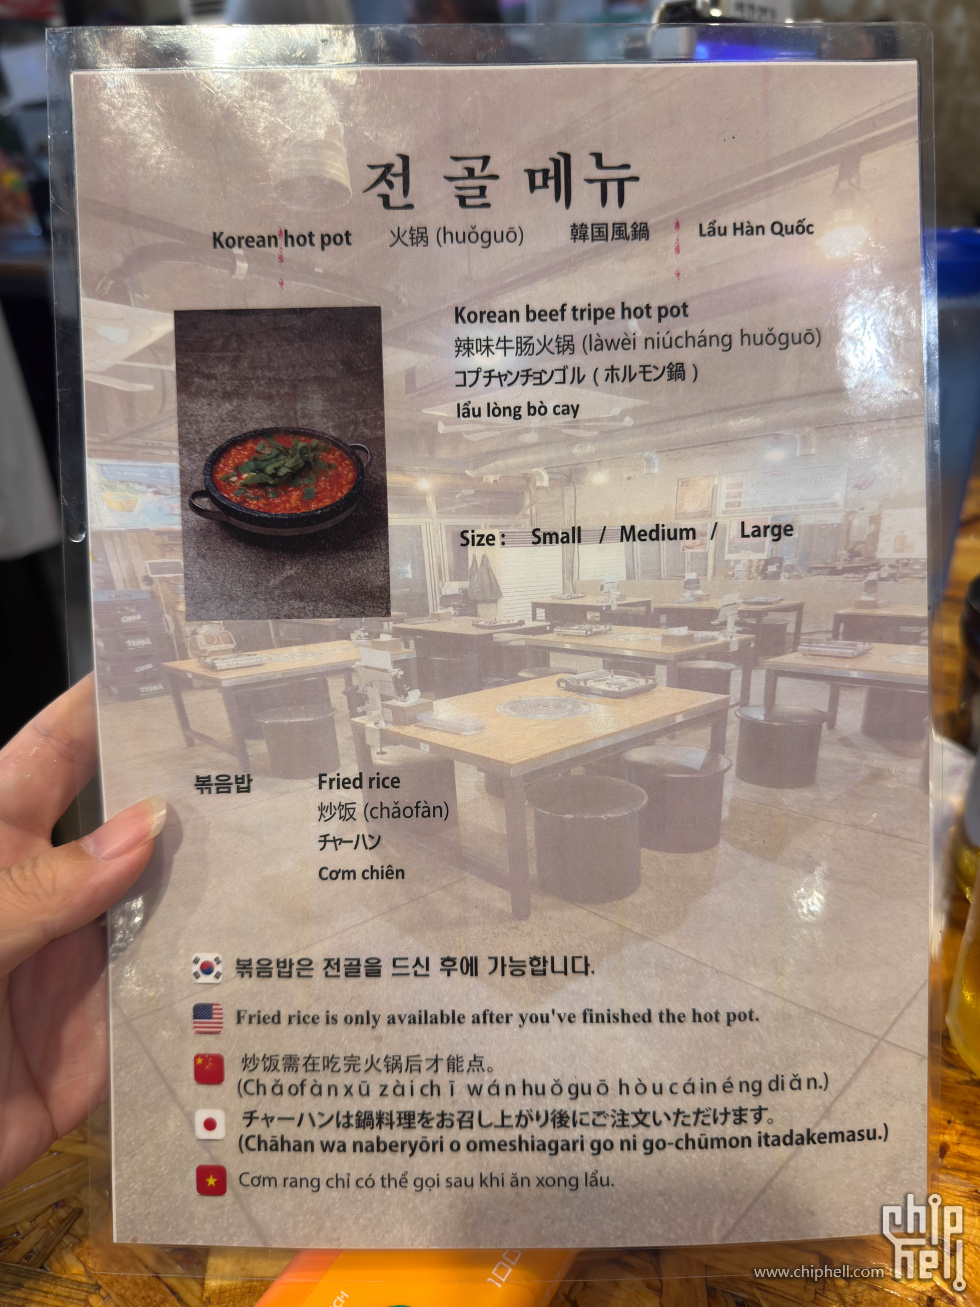 전골메뉴
Korean hot pot 火锅 (huǒguō) 韓国風鍋 Lẩu Hàn Quốc
Korean beef tripe hot pot
辣味牛肠火锅 (làwèi niúcháng huǒguō)
コプチャンチョンゴル ( ホルモン鍋 )
lẩu lòng bò cay
Size : Small / Medium / Large
볶음밥 Fried rice
炒饭 (chǎofàn)
チャーハン
Cơm chiên
볶음밥은 전골을 드신 후에 가능합니다.
Fried rice is only available after you've finished the hot pot.
炒饭需在吃完火锅后才能点。
(Chǎofàn xū zài chī wán huǒguō hòu cáinéng diǎn.)
チャーハンは鍋料理をお召し上がり後にご注文いただけます。
(Chāhan wa naberyōri o omeshiagari go ni go-chūmon itadakemasu.)
Cơm rang chỉ có thể gọi sau khi ăn xong lẩu.
chip hell
www.chiphell.com